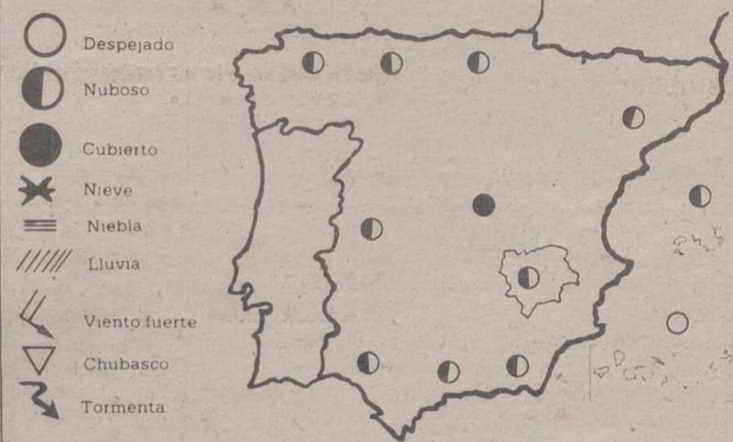 Despejado
Nuboso
Cubierto
Nieve
Niebla
Lluvia
Viento fuerte
Chubasco
Tormenta